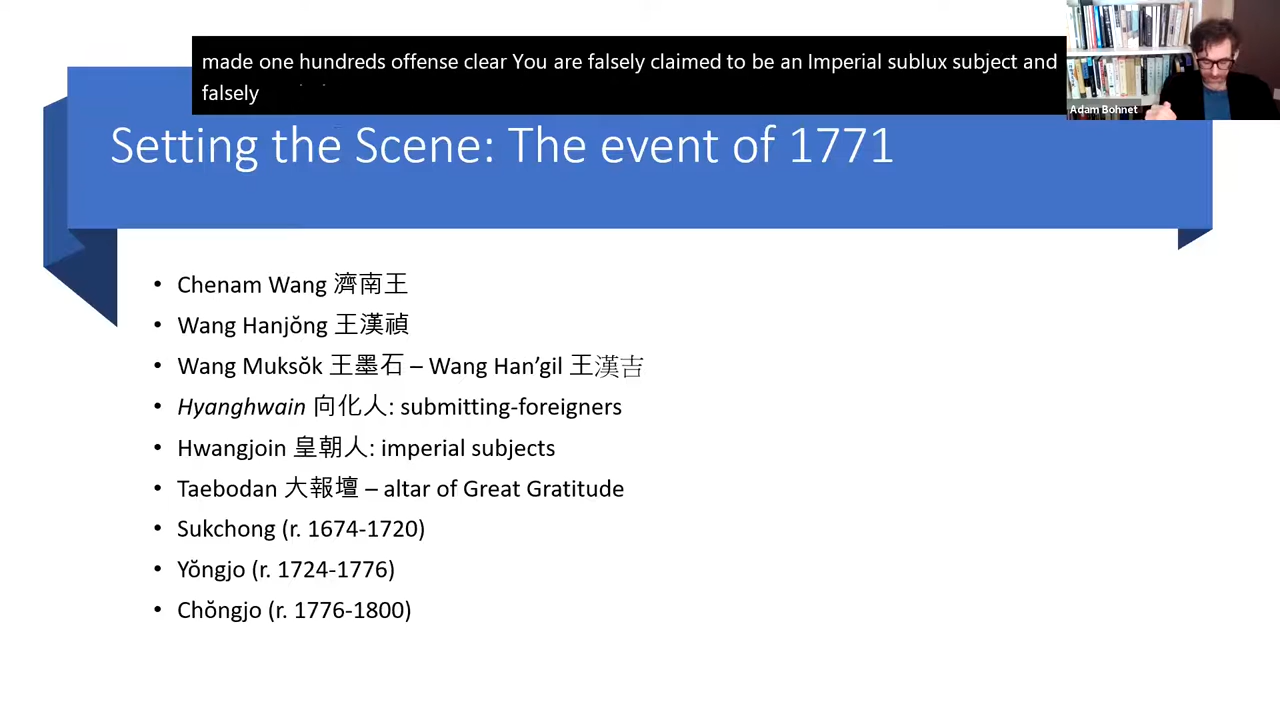 made one hundreds offense clear You are falsely claimed to be an Imperial sublux subject and
falsely
Adam Bohnet
Setting the Scene: The event of 1771
• Chenam Wang 濟南王
• Wang Hanjŏng 王漢禎
• Wang Muksŏk 王墨石 – Wang Han’gil 王漢吉
• Hyanghwain 向化人: submitting-foreigners
• Hwangjoin 皇朝人: imperial subjects
• Taebodan 大報壇 – altar of Great Gratitude
• Sukchong (r. 1674-1720)
• Yŏngjo (r. 1724-1776)
• Chŏngjo (r. 1776-1800)